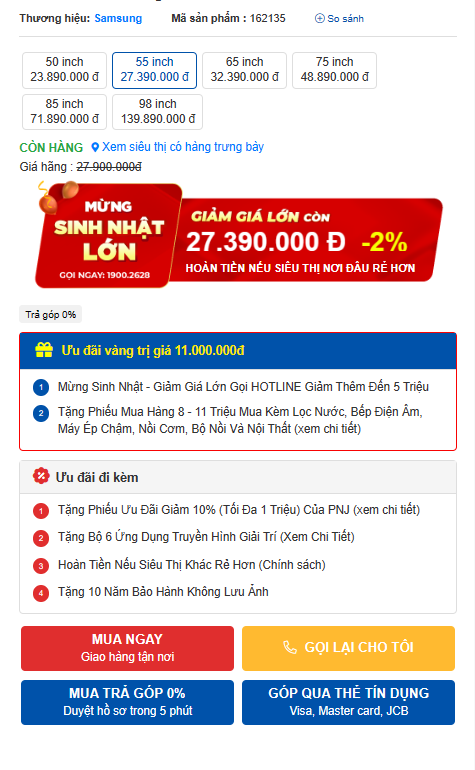 Thương hiệu: Samsung Mã sản phẩm : 162135 So sánh
50 inch 55 inch 65 inch 75 inch
23.890.000 đ 27.390.000 đ 32.390.000 đ 48.890.000 đ
85 inch 98 inch
71.890.000 đ 139.890.000 đ
CÒN HÀNG Xem siêu thị có hàng trưng bày
Giá hãng : 27.900.000đ
MỪNG
SINH NHẬT
LỚN
GỌI NGAY: 1900.2628
GIẢM GIÁ LỚN CÒN
27.390.000 Đ -2%
HOÀN TIỀN NẾU SIÊU THỊ NƠI ĐÂU RẺ HƠN
Trả góp 0%
Ưu đãi vàng trị giá 11.000.000đ
1 Mừng Sinh Nhật - Giảm Giá Lớn Gọi HOTLINE Giảm Thêm Đến 5 Triệu
2 Tặng Phiếu Mua Hàng 8 - 11 Triệu Mua Kèm Lọc Nước, Bếp Điện Âm,
Máy Ép Chậm, Nồi Cơm, Bộ Nồi Và Nội Thất (xem chi tiết)
Ưu đãi đi kèm
1 Tặng Phiếu Ưu Đãi Giảm 10% (Tối Đa 1 Triệu) Của PNJ (xem chi tiết)
2 Tặng Bộ 6 Ứng Dụng Truyền Hình Giải Trí (Xem Chi Tiết)
3 Hoàn Tiền Nếu Siêu Thị Khác Rẻ Hơn (Chính sách)
4 Tặng 10 Năm Bảo Hành Không Lưu Ảnh
MUA NGAY
Giao hàng tận nơi
GỌI LẠI CHO TÔI
MUA TRẢ GÓP 0%
Duyệt hồ sơ trong 5 phút
GÓP QUA THẺ TÍN DỤNG
Visa, Master card, JCB